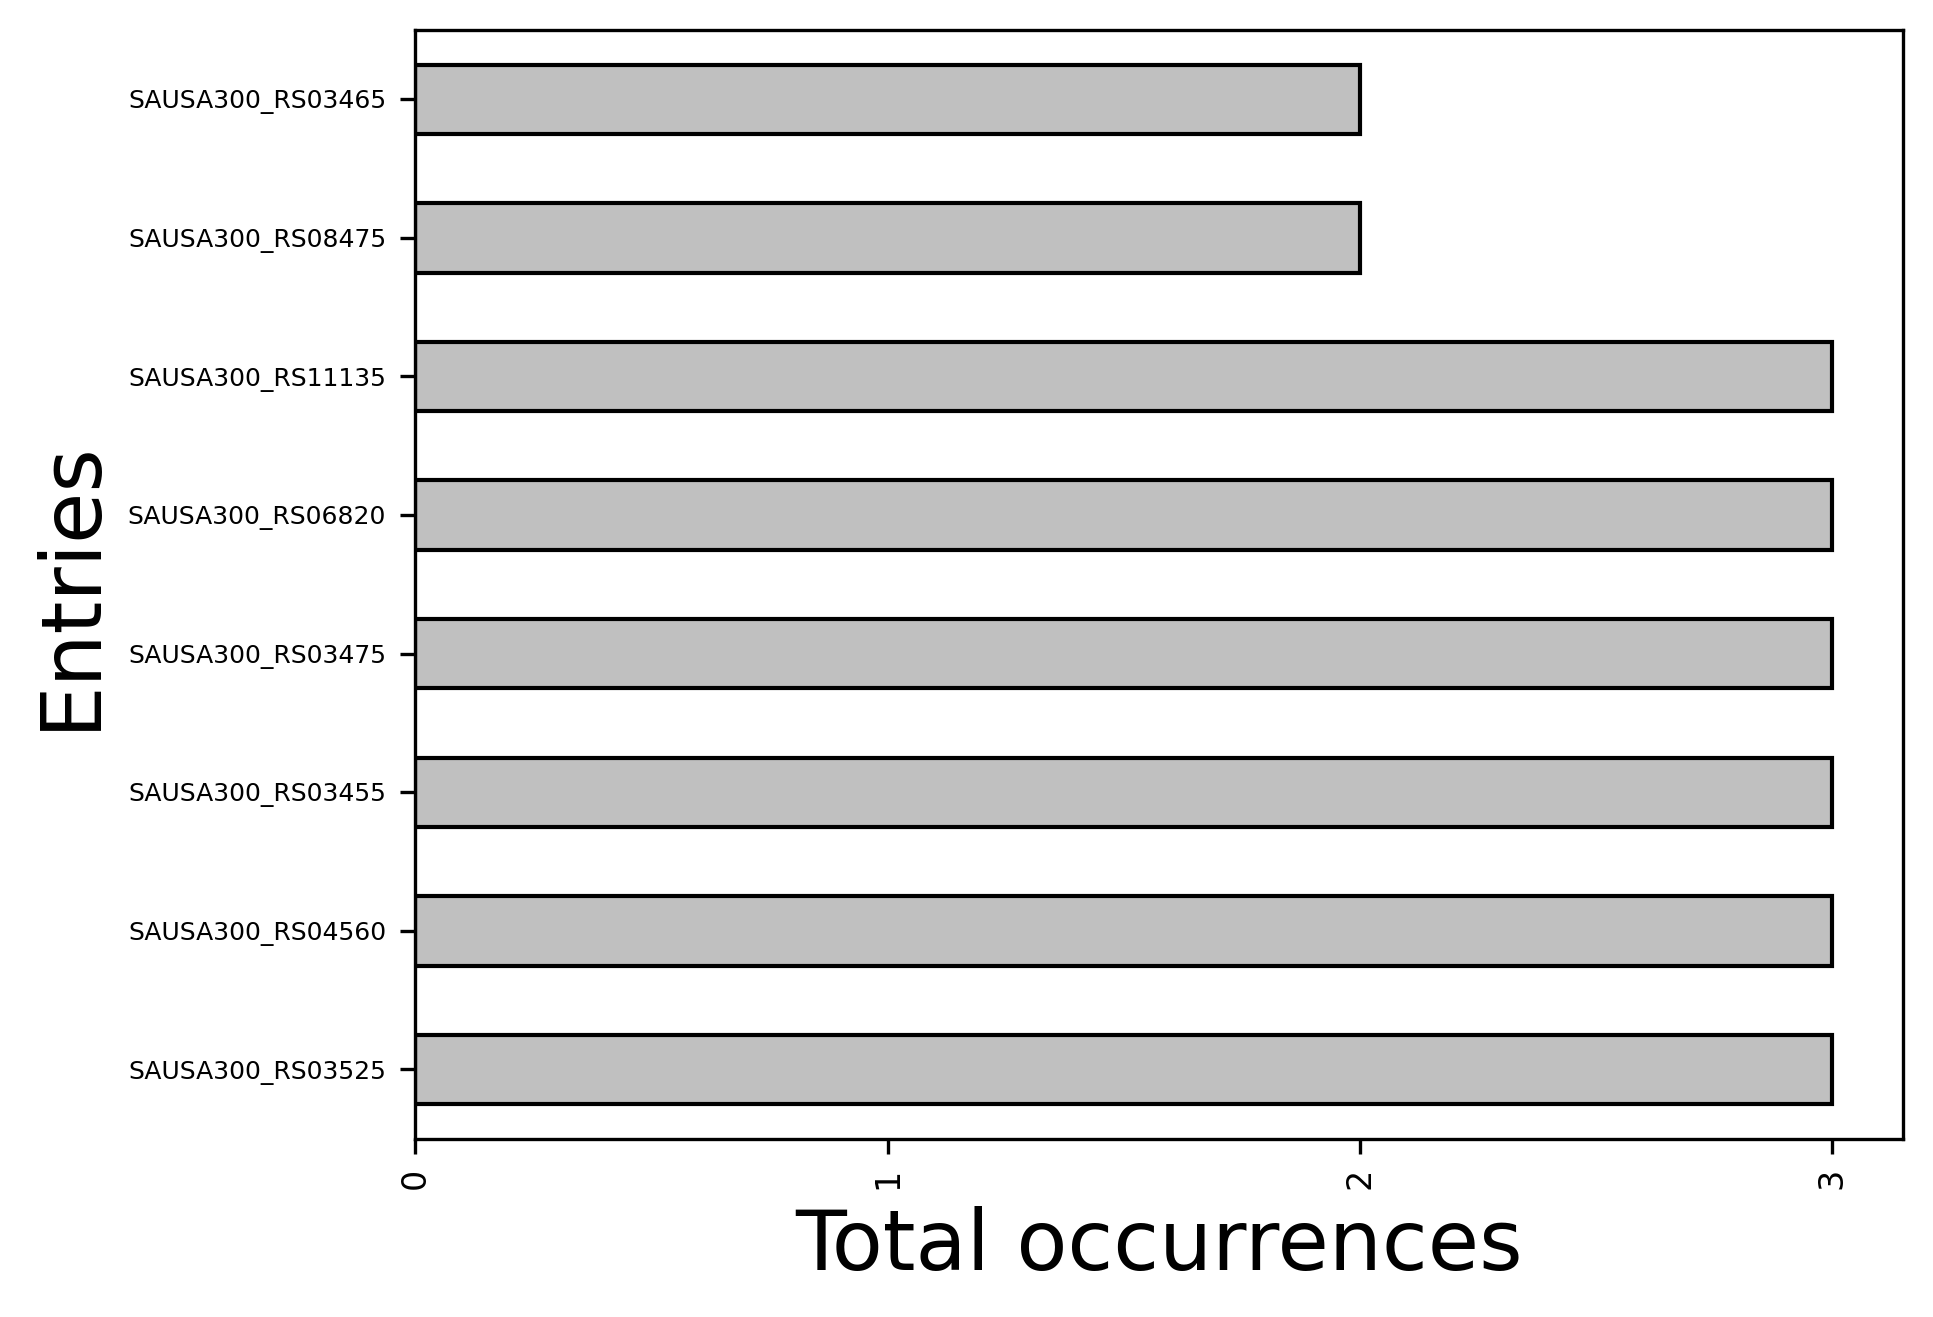 SAUSA300_RS03465
SAUSA300_RS08475
SAUSA300_RS11135
SAUSA300_RS06820
SAUSA300_RS03475
SAUSA300_RS03455
SAUSA300_RS04560
SAUSA300_RS03525
Entries
0
1
2
3
Total occurrences